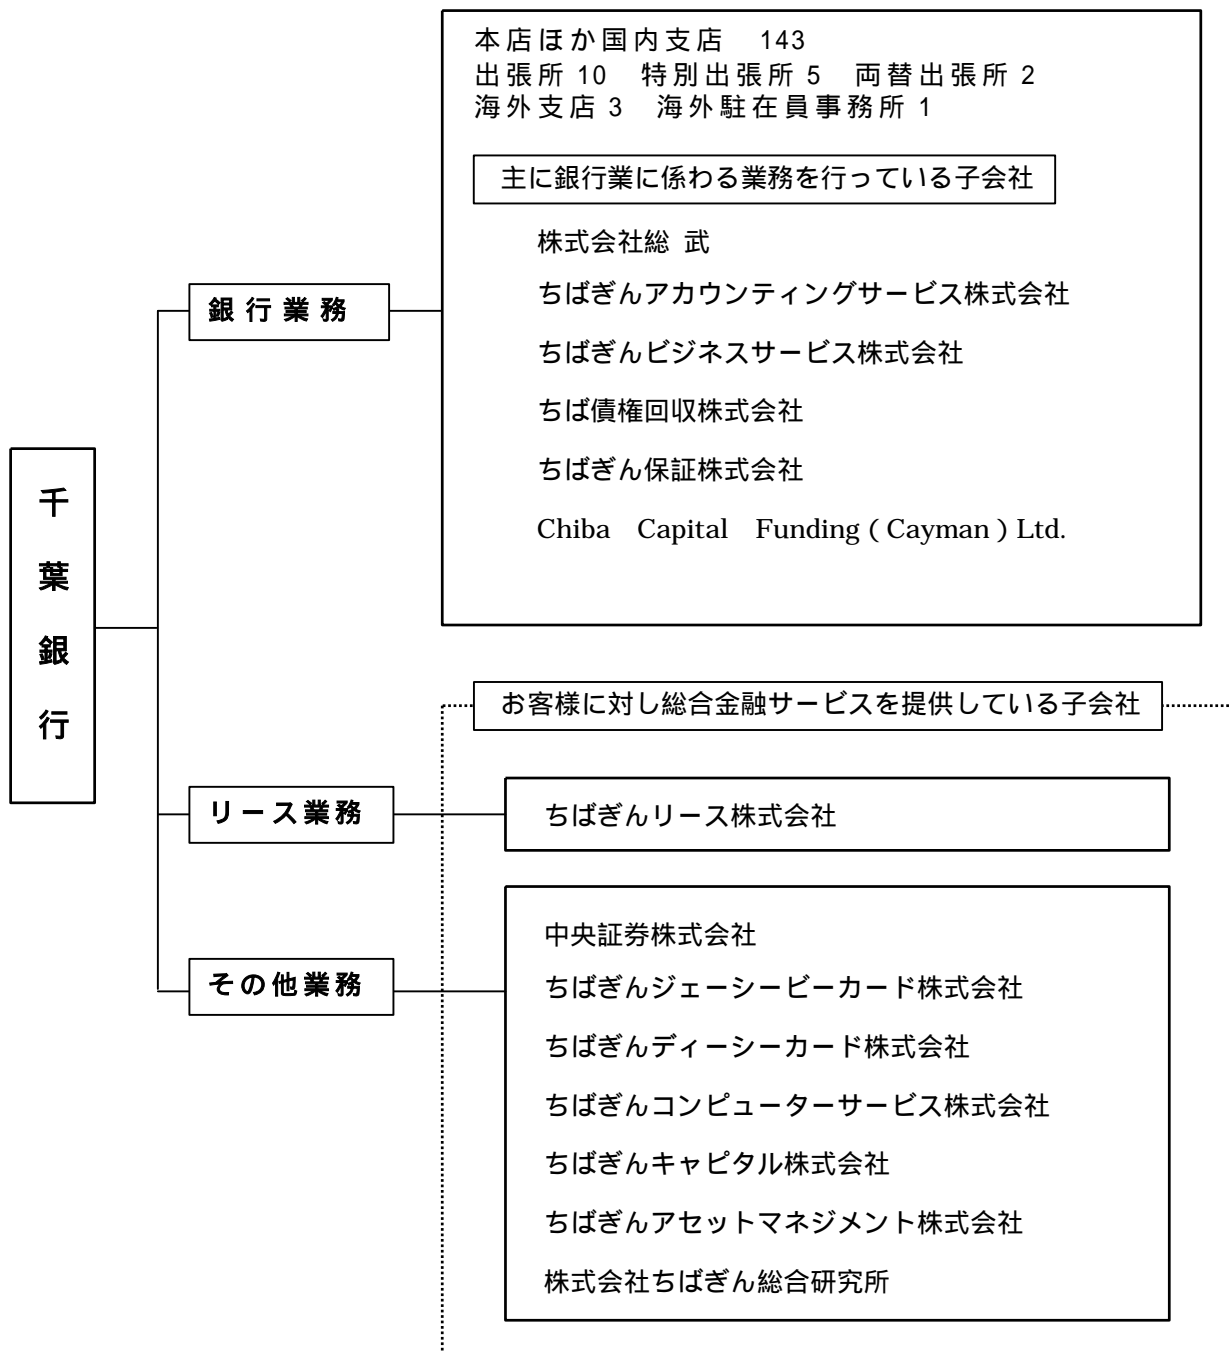 千葉銀行
銀行業務
本店ほか国内支店 143
出張所 10 特別出張所 5 両替出張所 2
海外支店 3 海外駐在員事務所 1
主に銀行業に係わる業務を行っている子会社
株式会社総 武
ちばぎんアカウンティングサービス株式会社
ちばぎんビジネスサービス株式会社
ちば債権回収株式会社
ちばぎん保証株式会社
Chiba Capital Funding ( Cayman ) Ltd.
お客様に対し総合金融サービスを提供している子会社
リース業務
ちばぎんリース株式会社
その他業務
中央証券株式会社
ちばぎんジェーシービーカード株式会社
ちばぎんディーシーカード株式会社
ちばぎんコンピューターサービス株式会社
ちばぎんキャピタル株式会社
ちばぎんアセットマネジメント株式会社
株式会社ちばぎん総合研究所